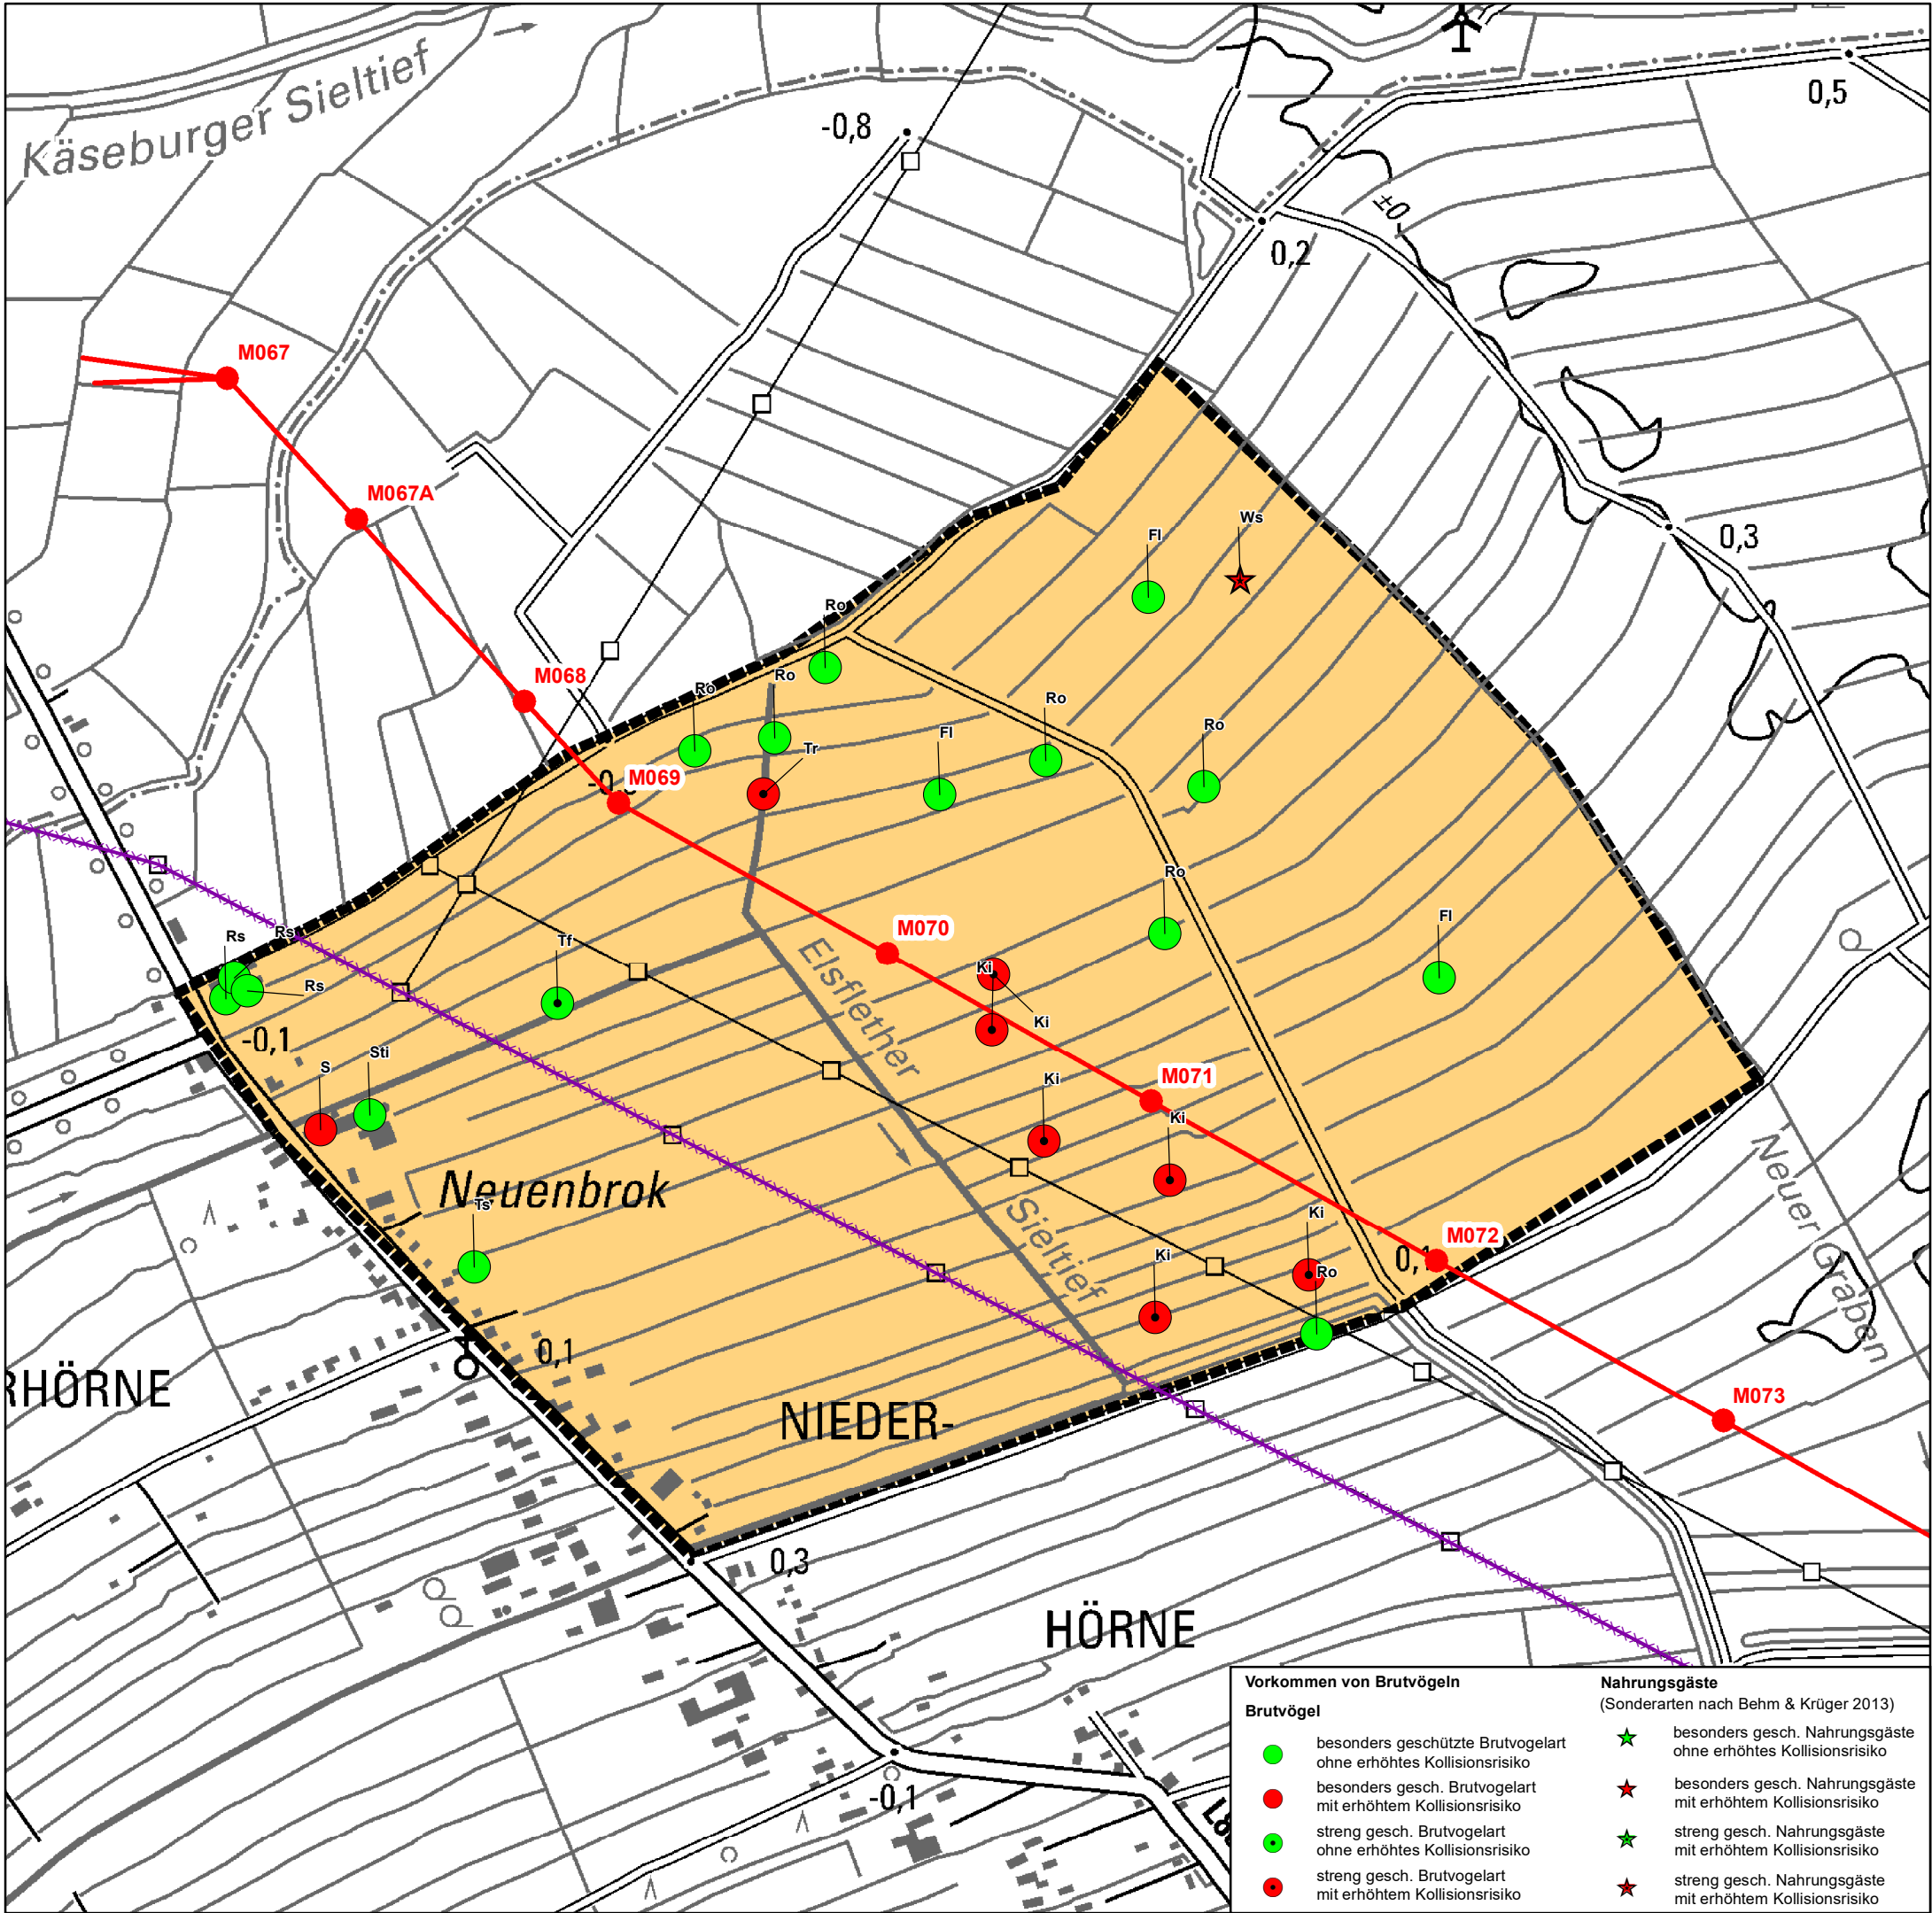 Käseburger Sieltief
-0,8
0,5
±0
0,2
M067
M067A
0,3
Ws
Fl
Ro
M068
Ro
Ro
Ro
Ro
Fl
Tr
M069
Ro
Rs
Rs
Rs
Tf
M070
Fl
Ki
Ki
Elsflether
Sieltief
-0,1
S
Sti
Ki
M071
Ki
Neuenbrok
Ts
Neuer Graben
Ki
Ki
Ro
M072
0,1
RHÖRNE
NIEDER-
M073
0,3
HÖRNE
-0,1
Vorkommen von Brutvögeln
Brutvögel
besonders geschützte Brutvogelart
ohne erhöhtes Kollisionsrisiko
besonders gesch. Brutvogelart
mit erhöhtem Kollisionsrisiko
streng gesch. Brutvogelart
ohne erhöhtes Kollisionsrisiko
streng gesch. Brutvogelart
mit erhöhtem Kollisionsrisiko
Nahrungsgäste
(Sonderarten nach Behm & Krüger 2013)
besonders gesch. Nahrungsgäste
ohne erhöhtes Kollisionsrisiko
besonders gesch. Nahrungsgäste
mit erhöhtem Kollisionsrisiko
streng gesch. Nahrungsgäste
mit erhöhtem Kollisionsrisiko
streng gesch. Nahrungsgäste
mit erhöhtem Kollisionsrisiko